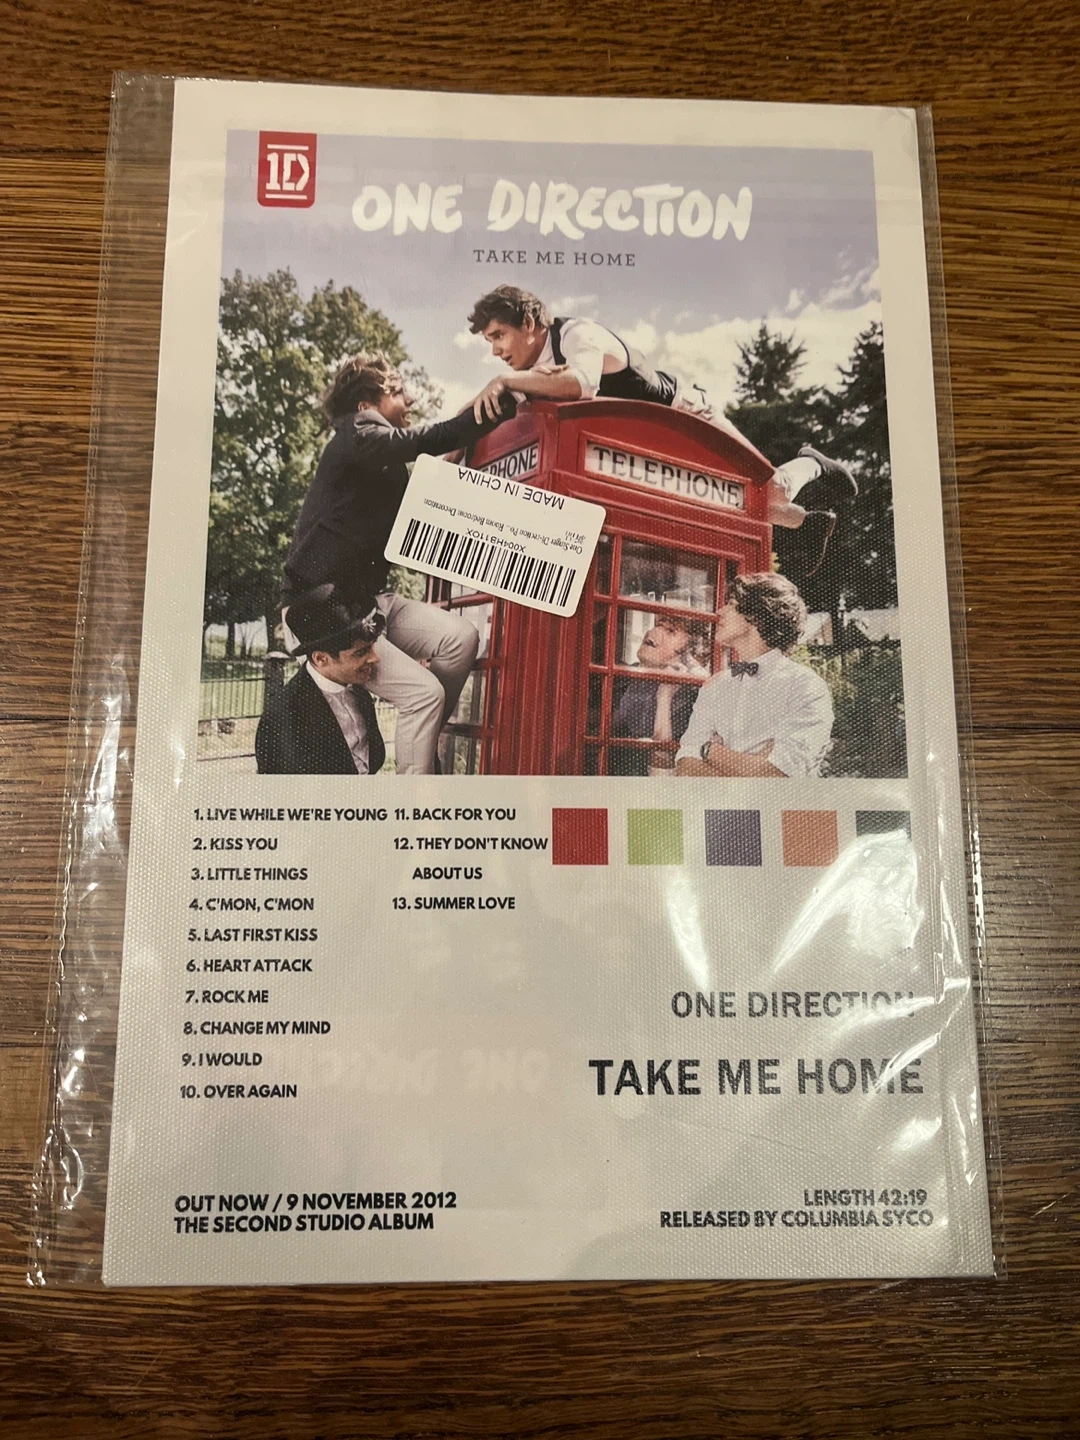 1D
ONE DIRECTION
TAKE ME HOME
PHONE
TELEPHONE
MADE IN CHINA
X004HB11OX
1. LIVE WHILE WE'RE YOUNG
2. KISS YOU
3. LITTLE THINGS
4. C'MON, C'MON
5. LAST FIRST KISS
6. HEART ATTACK
7. ROCK ME
8. CHANGE MY MIND
9. I WOULD
10. OVER AGAIN
11. BACK FOR YOU
12. THEY DON'T KNOW
ABOUT US
13. SUMMER LOVE
ONE DIRECTION
TAKE ME HOME
OUT NOW / 9 NOVEMBER 2012
THE SECOND STUDIO ALBUM
LENGTH 42:19
RELEASED BY COLUMBIA SYCO